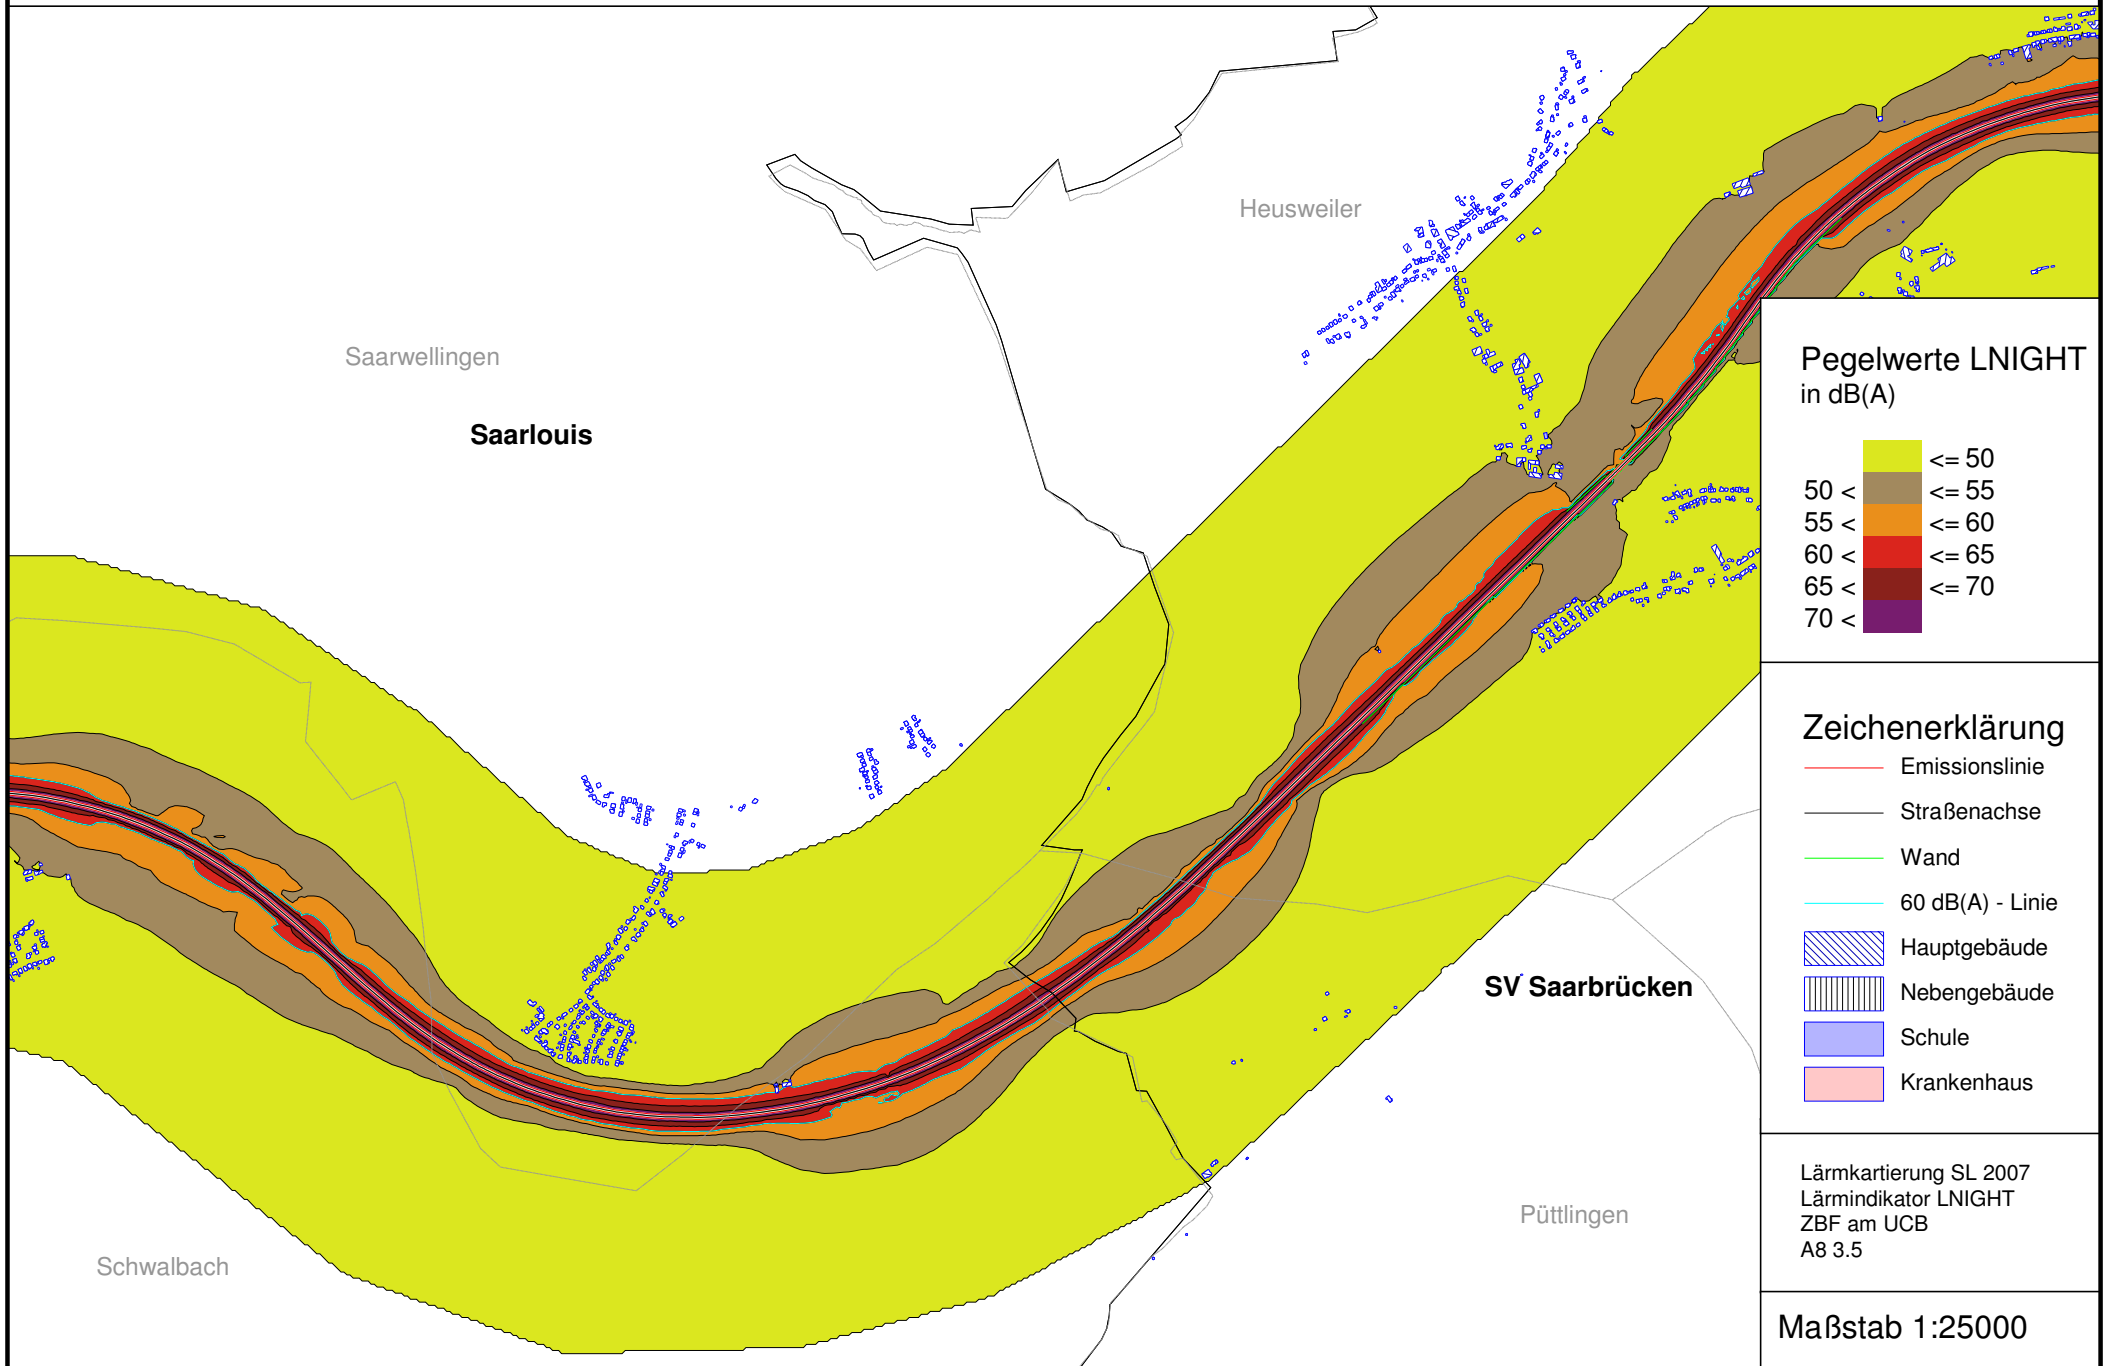 Heusweiler
Saarwellingen
Saarlouis
SV Saarbrücken
Püttlingen
Schwalbach
Pegelwerte LNIGHT
in dB(A)
<= 50
50 < <= 55
55 < <= 60
60 < <= 65
65 < <= 70
70 <
Zeichenerklärung
Emissionslinie
Straßenachse
Wand
60 dB(A) - Linie
Hauptgebäude
Nebengebäude
Schule
Krankenhaus
Lärmkartierung SL 2007
Lärmindikator LNIGHT
ZBF am UCB
A8 3.5
Maßstab 1:25000